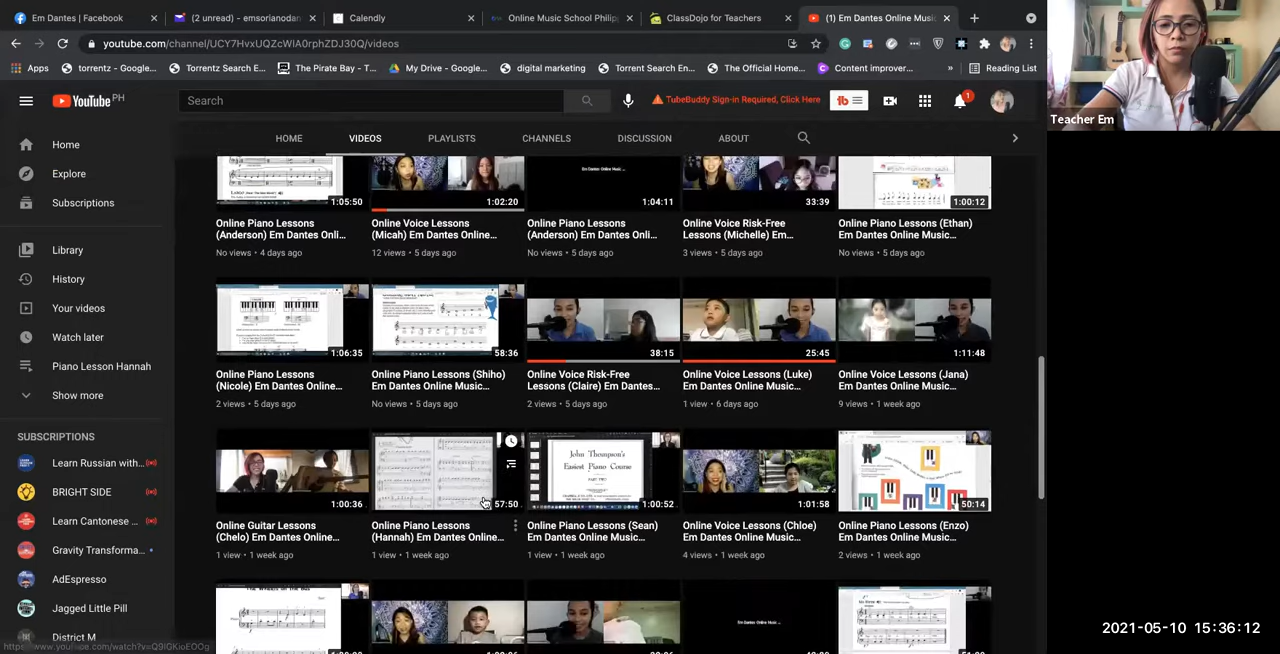 Em Dantes | Facebook
(2 unread) - emsorianodan
Calendly
Online Music School Philip
ClassDojo for Teachers
(1) Em Dantes Online Music
youtube.com/channel/UCY7HvxUQZcWIA0rphZDJ30Q/videos
Apps
torrentz - Google...
Torrentz Search E...
The Pirate Bay - T...
My Drive - Google...
digital marketing
Torrent Search En...
The Official Home...
Content improver...
»
Reading List
YouTube PH
Search
TubeBuddy Sign-in Required, Click Here
tb
1
Teacher Em
HOME
VIDEOS
PLAYLISTS
CHANNELS
DISCUSSION
ABOUT
Home
Explore
Subscriptions
Library
History
Your videos
Watch later
Piano Lesson Hannah
Show more
SUBSCRIPTIONS
Learn Russian with...
BRIGHT SIDE
Learn Cantonese ...
Gravity Transforma...
AdEspresso
Jagged Little Pill
District M
1:05:50
1:02:20
Em Dantes Online Music ...
1:04:11
33:39
1:00:12
Online Piano Lessons
(Anderson) Em Dantes Onli...
No views • 4 days ago
Online Voice Lessons
(Micah) Em Dantes Online...
12 views • 5 days ago
Online Piano Lessons
(Anderson) Em Dantes Onli...
No views • 5 days ago
Online Voice Risk-Free
Lessons (Michelle) Em...
3 views • 5 days ago
Online Piano Lessons (Ethan)
Em Dantes Online Music...
No views • 5 days ago
1:06:35
58:36
38:15
25:45
1:11:48
Online Piano Lessons
(Nicole) Em Dantes Online...
2 views • 5 days ago
Online Piano Lessons (Shiho)
Em Dantes Online Music...
No views • 5 days ago
Online Voice Risk-Free
Lessons (Claire) Em Dantes...
2 views • 5 days ago
Online Voice Lessons (Luke)
Em Dantes Online Music...
1 view • 6 days ago
Online Voice Lessons (Jana)
Em Dantes Online Music...
9 views • 1 week ago
1:00:36
57:50
John Thompson's
Easiest Piano Course
PART TWO
1:00:52
1:01:58
50:14
Online Guitar Lessons
(Chelo) Em Dantes Online...
1 view • 1 week ago
Online Piano Lessons
(Hannah) Em Dantes Online...
1 view • 1 week ago
Online Piano Lessons (Sean)
Em Dantes Online Music...
1 view • 1 week ago
Online Voice Lessons (Chloe)
Em Dantes Online Music...
4 views • 1 week ago
Online Piano Lessons (Enzo)
Em Dantes Online Music...
2 views • 1 week ago
Em Dantes Online Music ...
2021-05-10 15:36:12